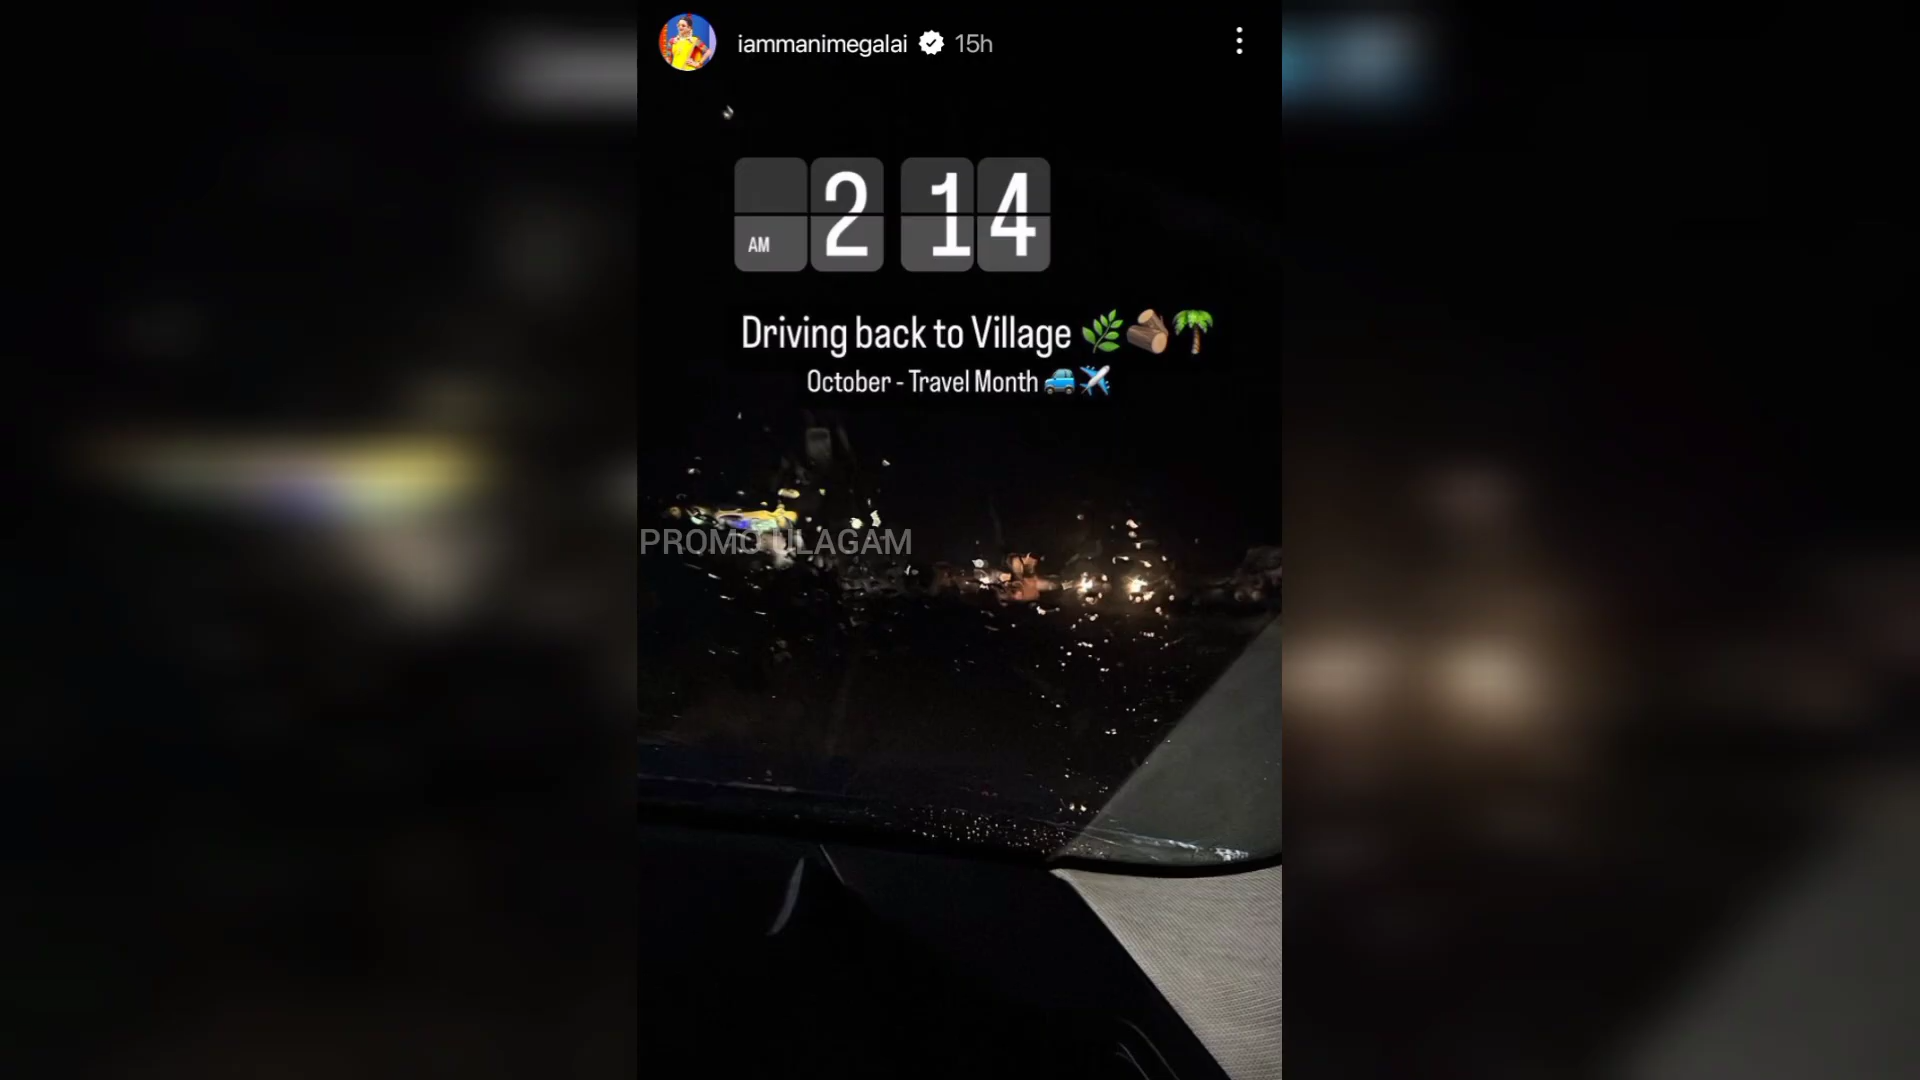 iammanimegalai 15h
AM 2 14
Driving back to Village 🌿🪵🌴
October - Travel Month 🚙✈️
PROMO ULAGAM